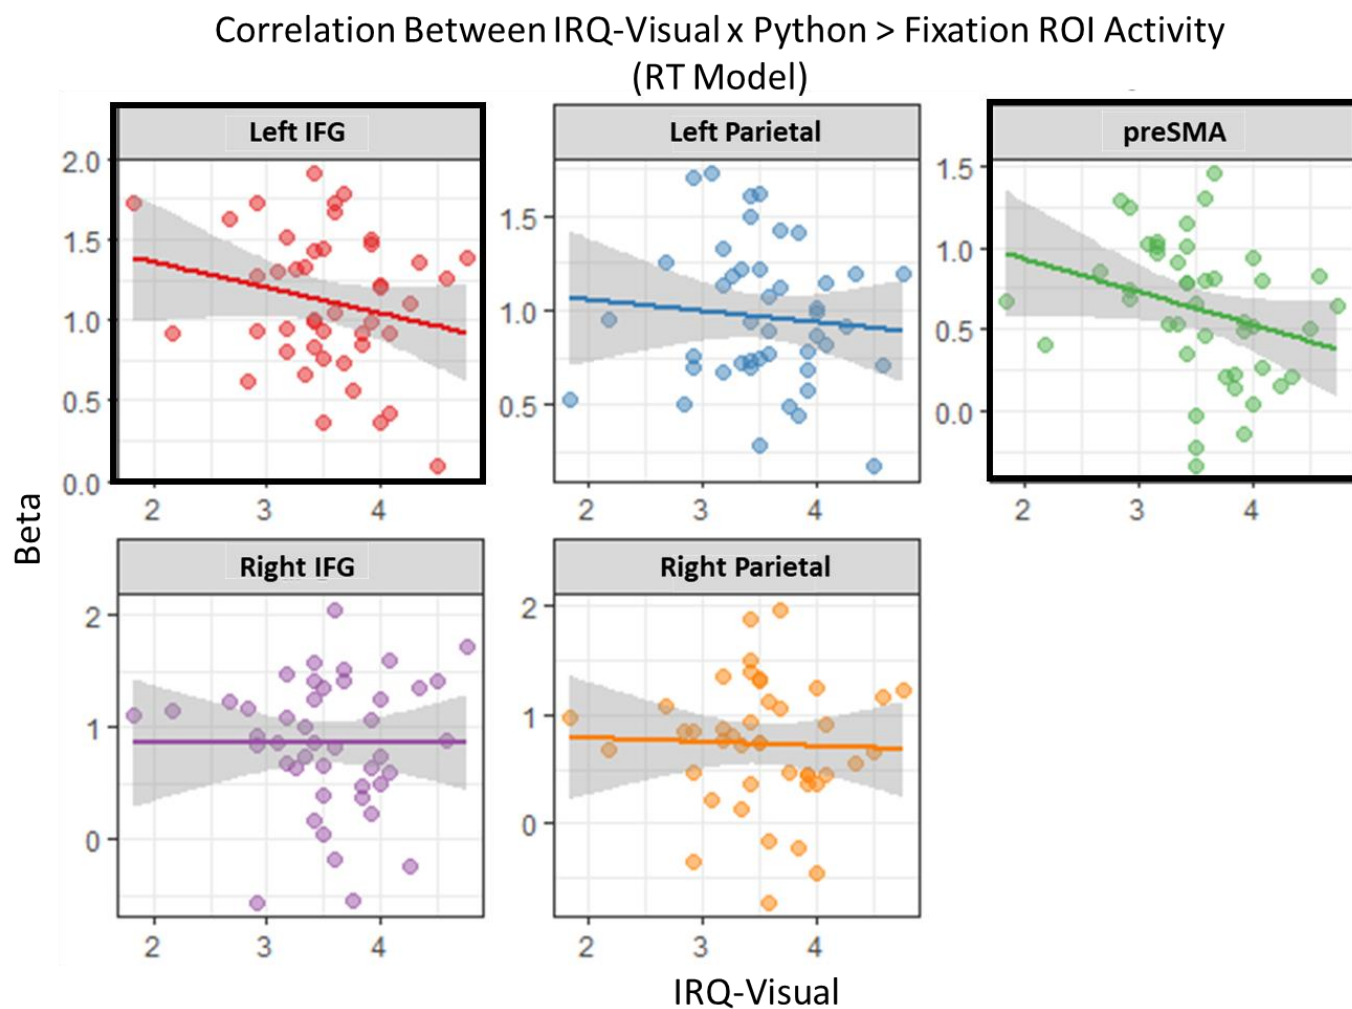 Correlation Between IRQ-Visual x Python > Fixation ROI Activity
(RT Model)
Left IFG
2.0
1.5
1.0
0.5
0.0
2 3 4
Left Parietal
1.5
1.0
0.5
2 3 4
preSMA
1.5
1.0
0.5
0.0
2 3 4
Beta
Right IFG
2
1
0
2 3 4
Right Parietal
2
1
0
2 3 4
IRQ-Visual